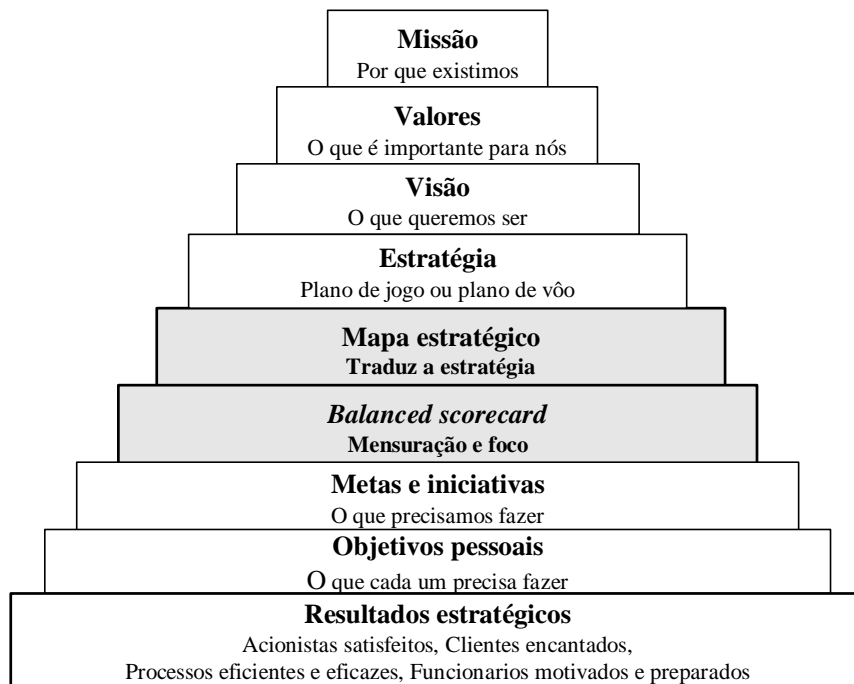 Missão
Por que existimos
Valores
O que é importante para nós
Visão
O que queremos ser
Estratégia
Plano de jogo ou plano de vôo
Mapa estratégico
Traduz a estratégia
Balanced scorecard
Mensuração e foco
Metas e iniciativas
O que precisamos fazer
Objetivos pessoais
O que cada um precisa fazer
Resultados estratégicos
Acionistas satisfeitos, Clientes encantados,
Processos eficientes e eficazes, Funcionarios motivados e preparados